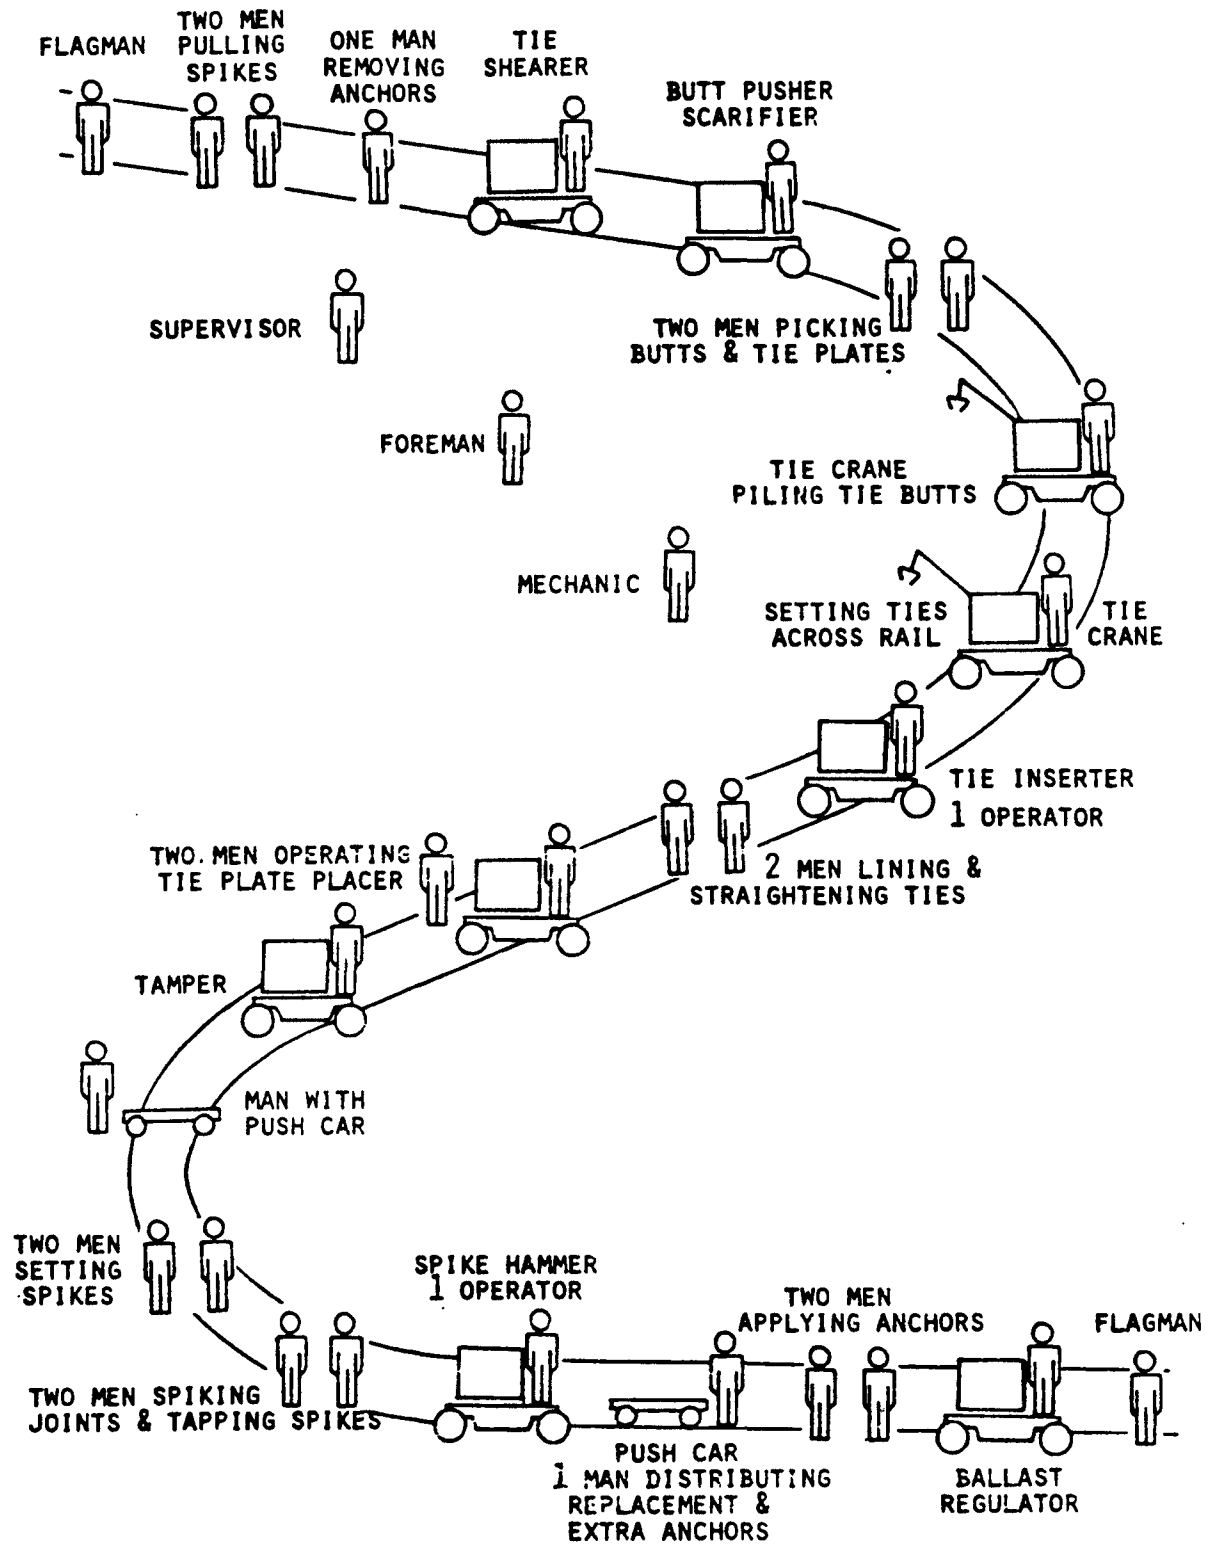 FLAGMAN
TWO MEN
PULLING
SPIKES
ONE MAN
REMOVING
ANCHORS
TIE
SHEARER
BUTT PUSHER
SCARIFIER
SUPERVISOR
TWO MEN PICKING
BUTTS & TIE PLATES
FOREMAN
TIE CRANE
PILING TIE BUTTS
MECHANIC
SETTING TIES
ACROSS RAIL
TIE
CRANE
TIE INSERTER
1 OPERATOR
TWO MEN OPERATING
TIE PLATE PLACER
2 MEN LINING &
STRAIGHTENING TIES
TAMPER
MAN WITH
PUSH CAR
TWO MEN
SETTING
SPIKES
SPIKE HAMMER
1 OPERATOR
TWO MEN
APPLYING ANCHORS
FLAGMAN
TWO MEN SPIKING
JOINTS & TAPPING SPIKES
PUSH CAR
1 MAN DISTRIBUTING
REPLACEMENT &
EXTRA ANCHORS
BALLAST
REGULATOR